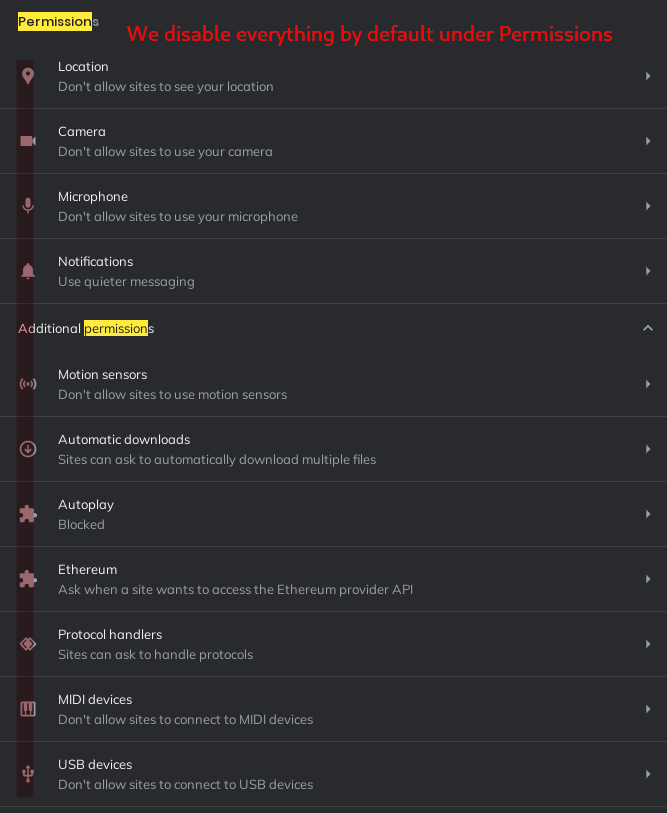 Permissions
We disable everything by default under Permissions
Location
Don't allow sites to see your location
Camera
Don't allow sites to use your camera
Microphone
Don't allow sites to use your microphone
Notifications
Use quieter messaging
Additional permissions
Motion sensors
Don't allow sites to use motion sensors
Automatic downloads
Sites can ask to automatically download multiple files
Autoplay
Blocked
Ethereum
Ask when a site wants to access the Ethereum provider API
Protocol handlers
Sites can ask to handle protocols
MIDI devices
Don't allow sites to connect to MIDI devices
USB devices
Don't allow sites to connect to USB devices